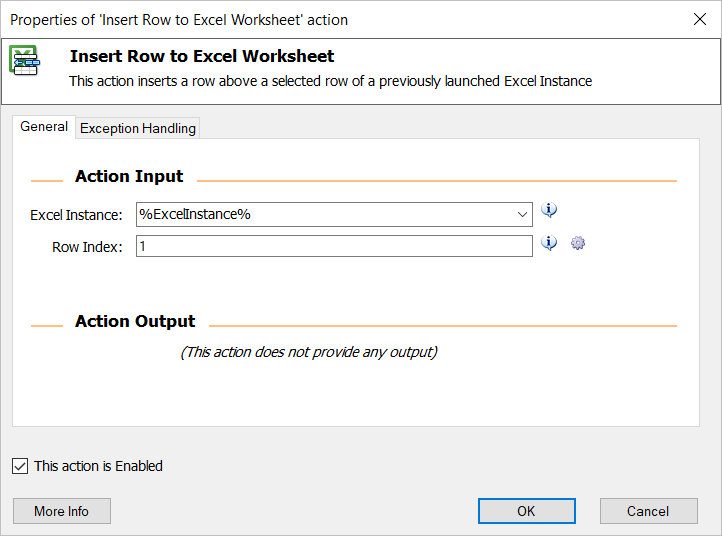 Properties of 'Insert Row to Excel Worksheet' action
Insert Row to Excel Worksheet
This action inserts a row above a selected row of a previously launched Excel Instance
General
Exception Handling
Action Input
Excel Instance:
%ExcelInstance%
Row Index:
1
Action Output
(This action does not provide any output)
This action is Enabled
More Info
OK
Cancel